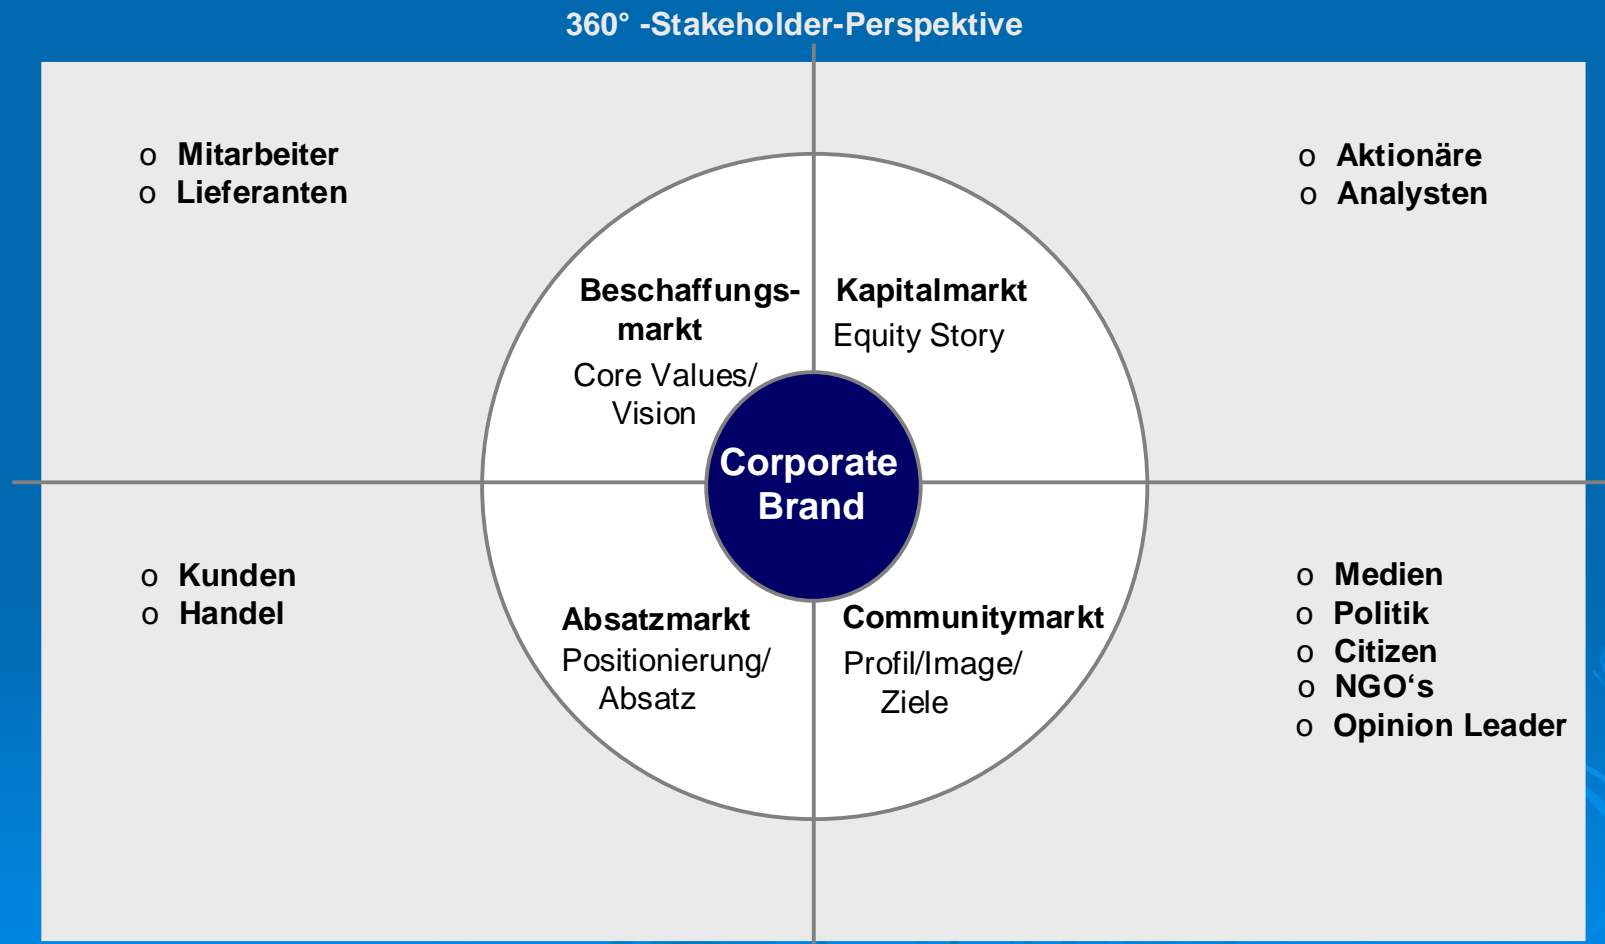 360° -Stakeholder-Perspektive
o Mitarbeiter
o Lieferanten
o Aktionäre
o Analysten
Beschaffungs-
markt
Core Values/
Vision
Kapitalmarkt
Equity Story
Corporate
Brand
o Kunden
o Handel
Absatzmarkt
Positionierung/
Absatz
Communitymarkt
Profil/Image/
Ziele
o Medien
o Politik
o Citizen
o NGO‘s
o Opinion Leader